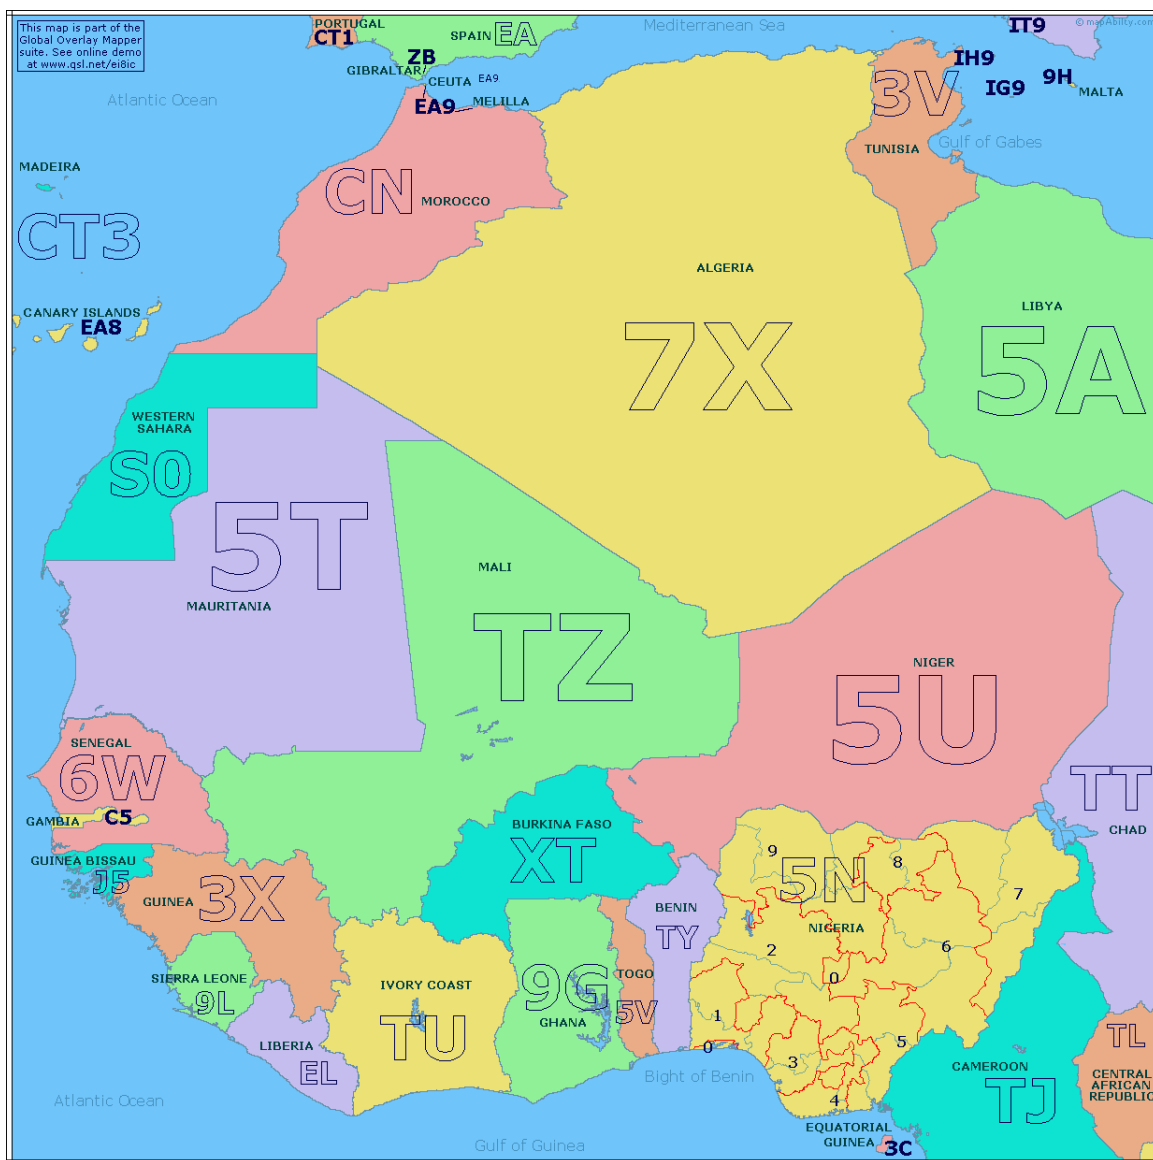 This map is part of the
Global Overlay Mapper
suite. See online demo
at www.qsl.net/ei8ic
PORTUGAL
CT1
SPAIN EA
Mediterranean Sea
IT9
© mapAbility.com
ZB
GIBRALTAR
CEUTA EA9
EA9 MELILLA
Atlantic Ocean
3V
TUNISIA
IH9
IG9
9H
MALTA
Gulf of Gabes
MADEIRA
CT3
CN
MOROCCO
ALGERIA
7X
LIBYA
5A
CANARY ISLANDS
EA8
WESTERN
SAHARA
S0
5T
MAURITANIA
MALI
TZ
NIGER
5U
SENEGAL
6W
GAMBIA
C5
TT
CHAD
GUINEA BISSAU
J5
GUINEA
3X
BURKINA FASO
XT
BENIN
TY
9
5N
8
7
NIGERIA
2
6
0
SIERRA LEONE
9L
IVORY COAST
TU
9G
GHANA
TOGO
5V
1
0
3
5
4
LIBERIA
EL
Bight of Benin
CAMEROON
TJ
TL
CENTRAL
AFRICAN
REPUBLIC
Atlantic Ocean
Gulf of Guinea
EQUATORIAL
GUINEA
3C